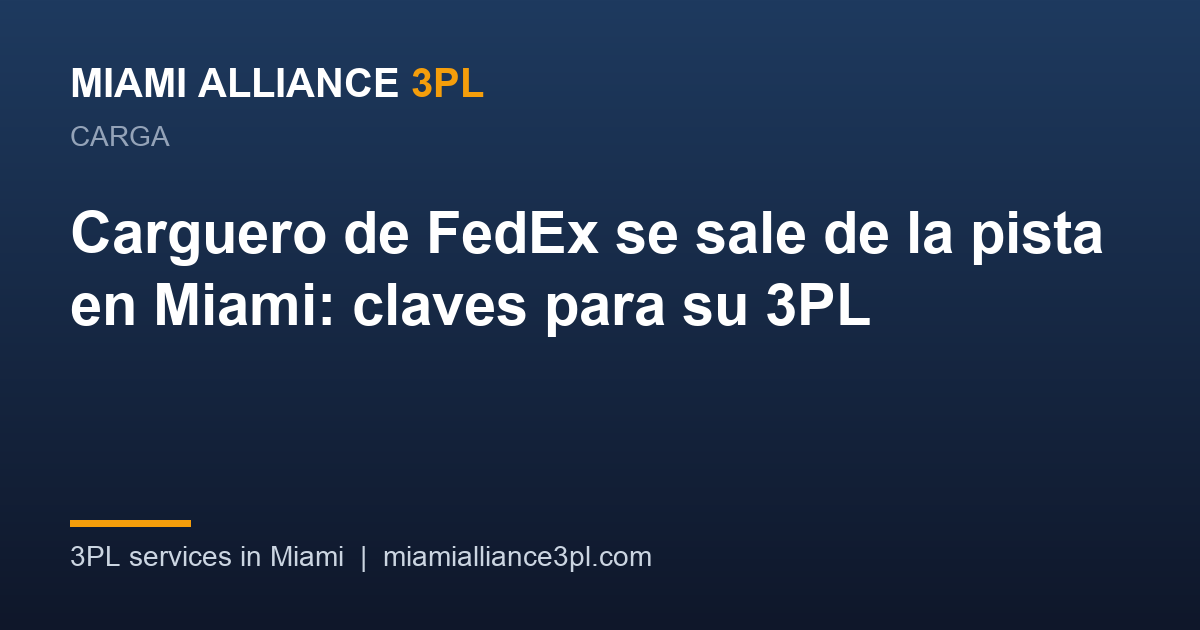 MIAMI ALLIANCE 3PL
CARGA
Carguero de FedEx se sale de la pista
en Miami: claves para su 3PL
3PL services in Miami | miamialliance3pl.com